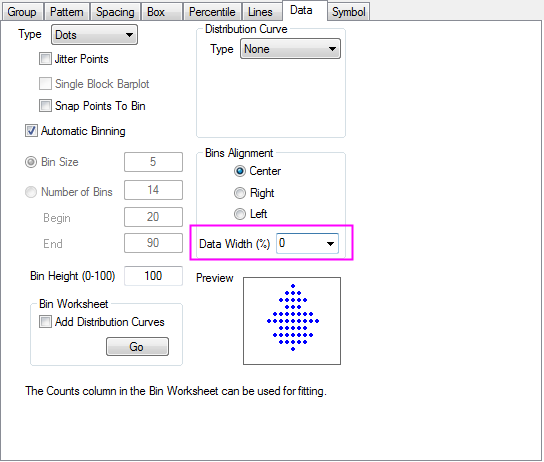 Group Pattern Spacing Box Percentile Lines Data Symbol
Type Dots
Jitter Points
Single Block Barplot
Snap Points To Bin
Automatic Binning
Bin Size 5
Number of Bins 14
Begin 20
End 90
Bin Height (0-100) 100
Bin Worksheet
Add Distribution Curves
Go
Distribution Curve
Type None
Bins Alignment
Center
Right
Left
Data Width (%) 0
Preview
The Counts column in the Bin Worksheet can be used for fitting.